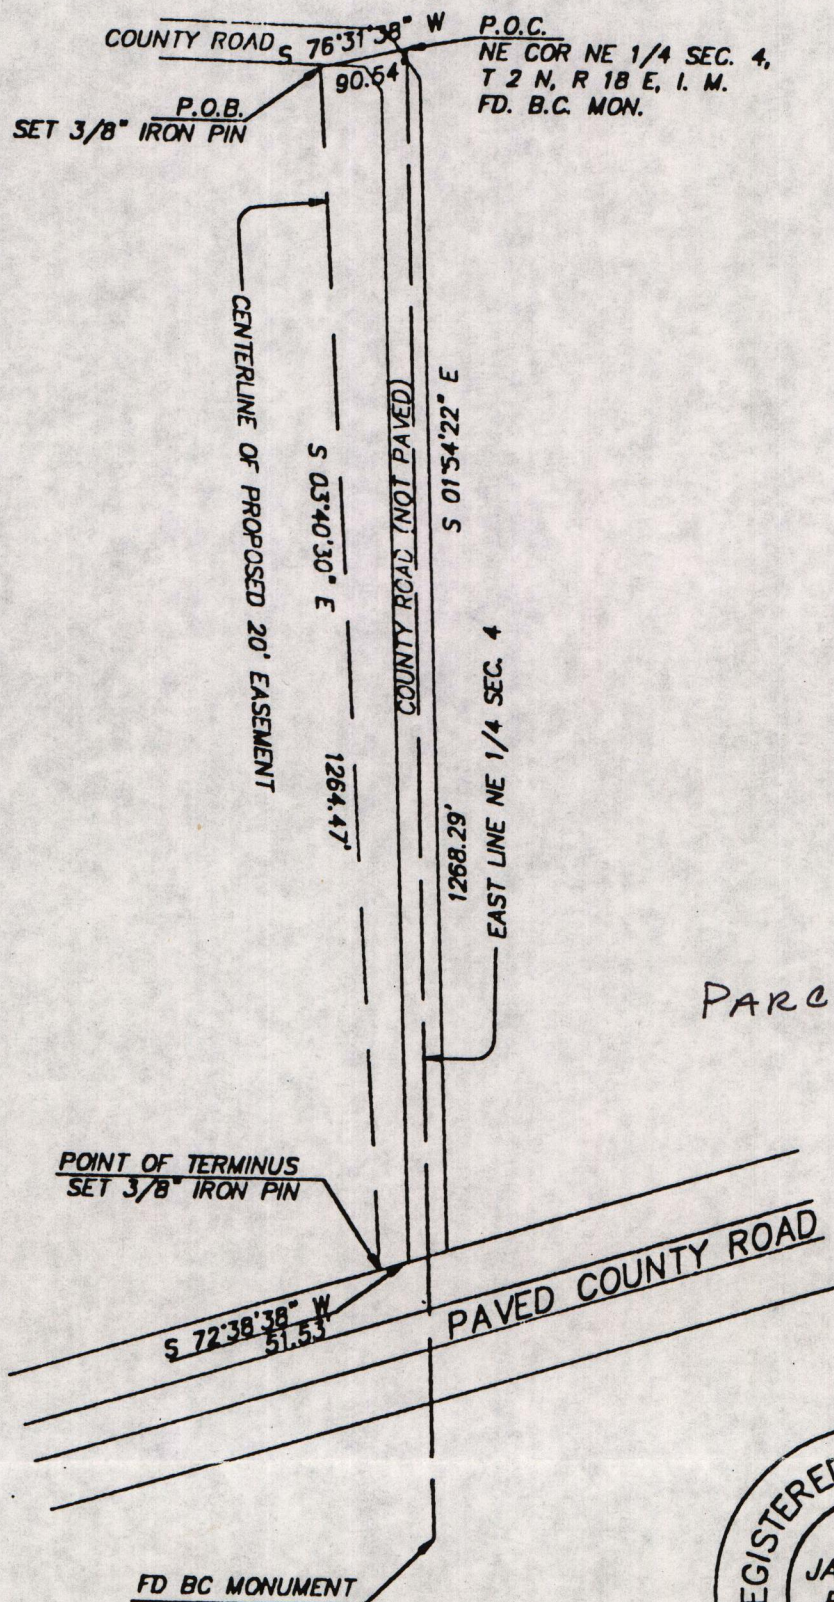 COUNTY ROAD
S 76°31'38" W
90.54'
P.O.C.
NE COR NE 1/4 SEC. 4,
T 2 N, R 18 E, I. M.
FD. B.C. MON.
P.O.B.
SET 3/8" IRON PIN
CENTERLINE OF PROPOSED 20' EASEMENT
S 03°40'30" E
1264.47'
COUNTY ROAD (NOT PAVED)
S 01°54'22" E
1268.29'
EAST LINE NE 1/4 SEC. 4
PARC
POINT OF TERMINUS
SET 3/8" IRON PIN
S 72°38'38" W
51.53'
PAVED COUNTY ROAD
FD BC MONUMENT
EGISTERED
JA